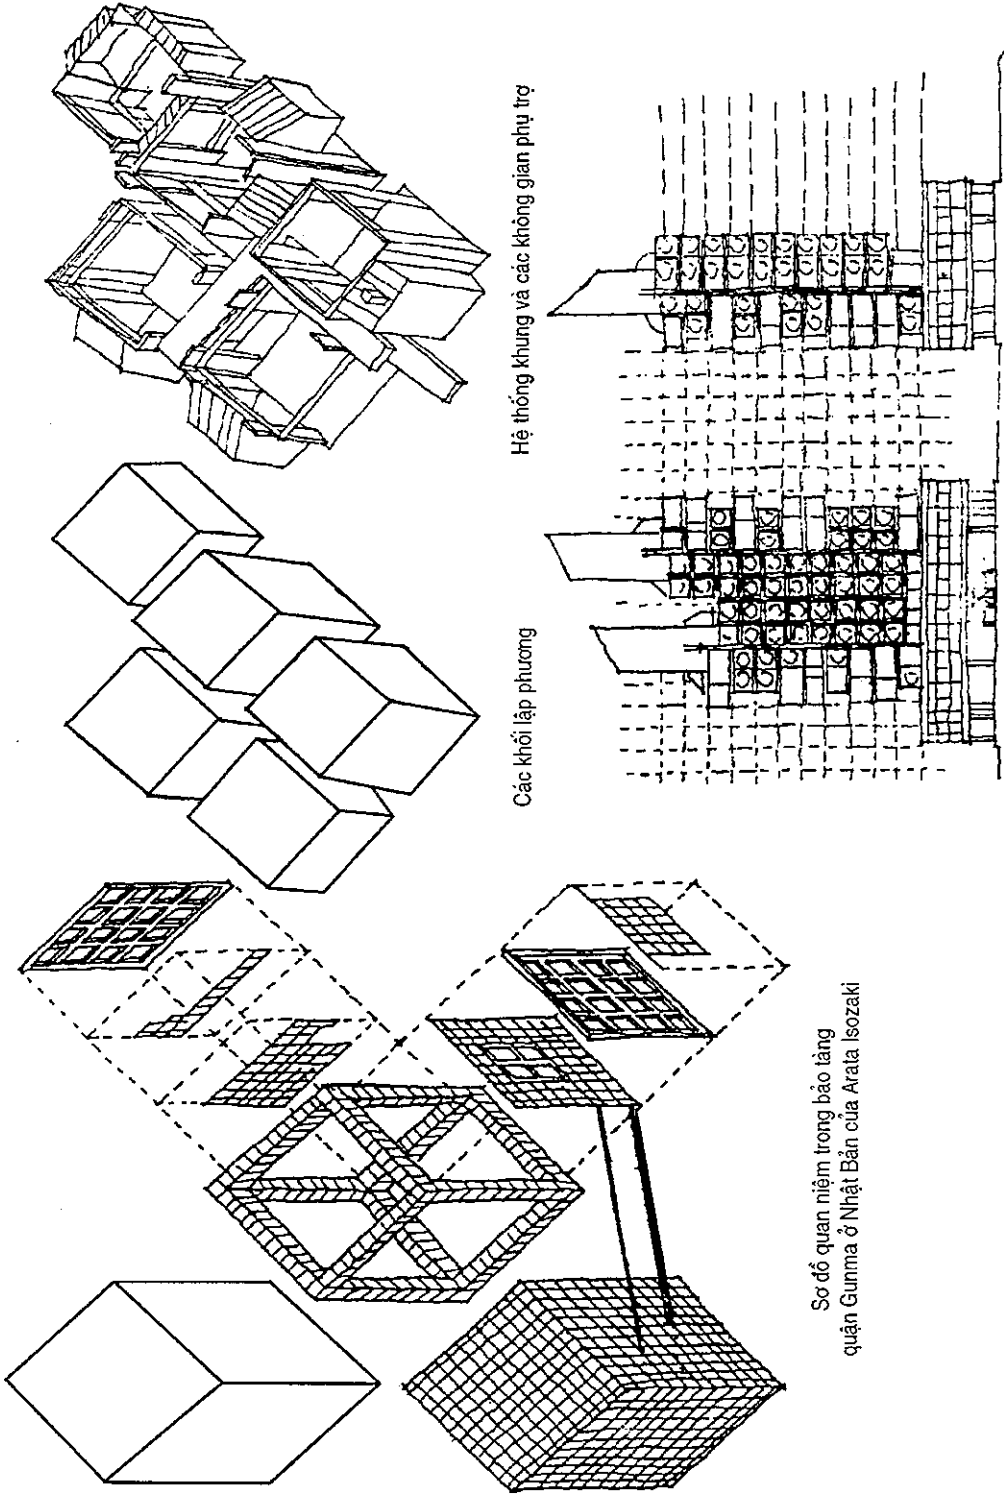 Sơ đồ quan niệm trong bảo tàng
quận Gunma ở Nhật Bản của Arata Isozaki
Các khối lập phương
Hệ thống khung và các không gian phụ trợ